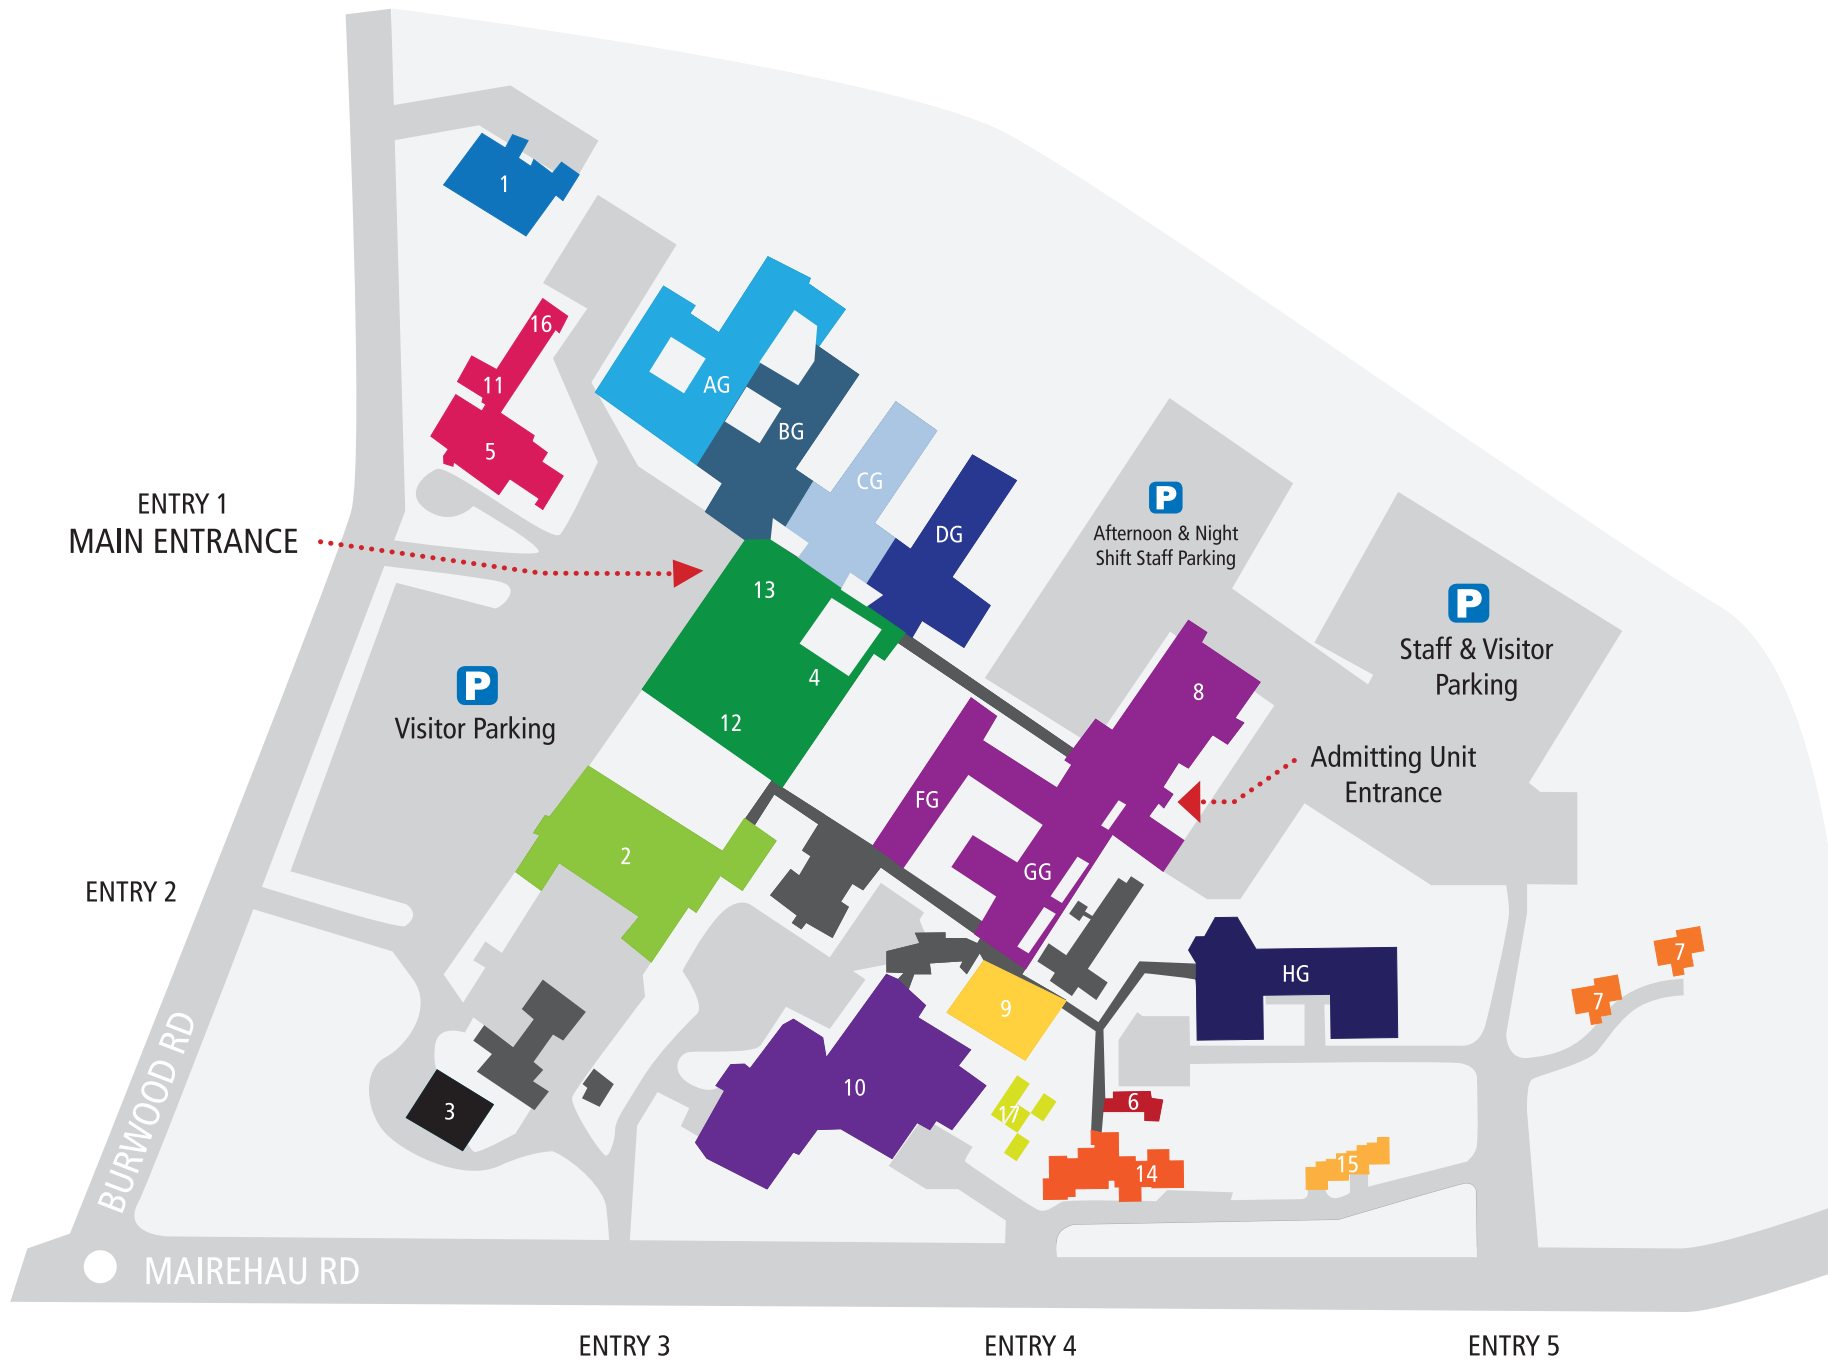 1
16
11
AG
5
BG
CG
ENTRY 1
MAIN ENTRANCE
DG
P
Afternoon & Night
Shift Staff Parking
13
P
Staff & Visitor
Parking
4
8
P
Visitor Parking
12
Admitting Unit
Entrance
FG
2
GG
ENTRY 2
7
HG
7
9
BURWOOD RD
10
3
17
6
14
15
MAIREHAU RD
ENTRY 3
ENTRY 4
ENTRY 5